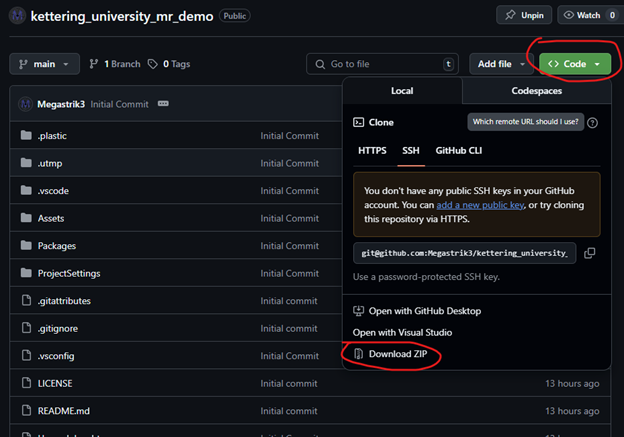 kettering_university_mr_demo Public
Unpin
Watch 0
main
1 Branch
0 Tags
Go to file t
Add file
<> Code
Megastrik3 Initial Commit
.plastic Initial Commit
.utmp Initial Commit
.vscode Initial Commit
Assets Initial Commit
Packages Initial Commit
ProjectSettings Initial Commit
.gitattributes Initial commit
.gitignore Initial commit
.vsconfig Initial Commit
LICENSE Initial commit 13 hours ago
README.md Initial commit 13 hours ago
Local Codespaces
Clone Which remote URL should I use? ?
HTTPS SSH GitHub CLI
You don't have any public SSH keys in your GitHub
account. You can add a new public key, or try cloning
this repository via HTTPS.
git@github.com:Megastrik3/kettering_university_
Use a password-protected SSH key.
Open with GitHub Desktop
Open with Visual Studio
Download ZIP